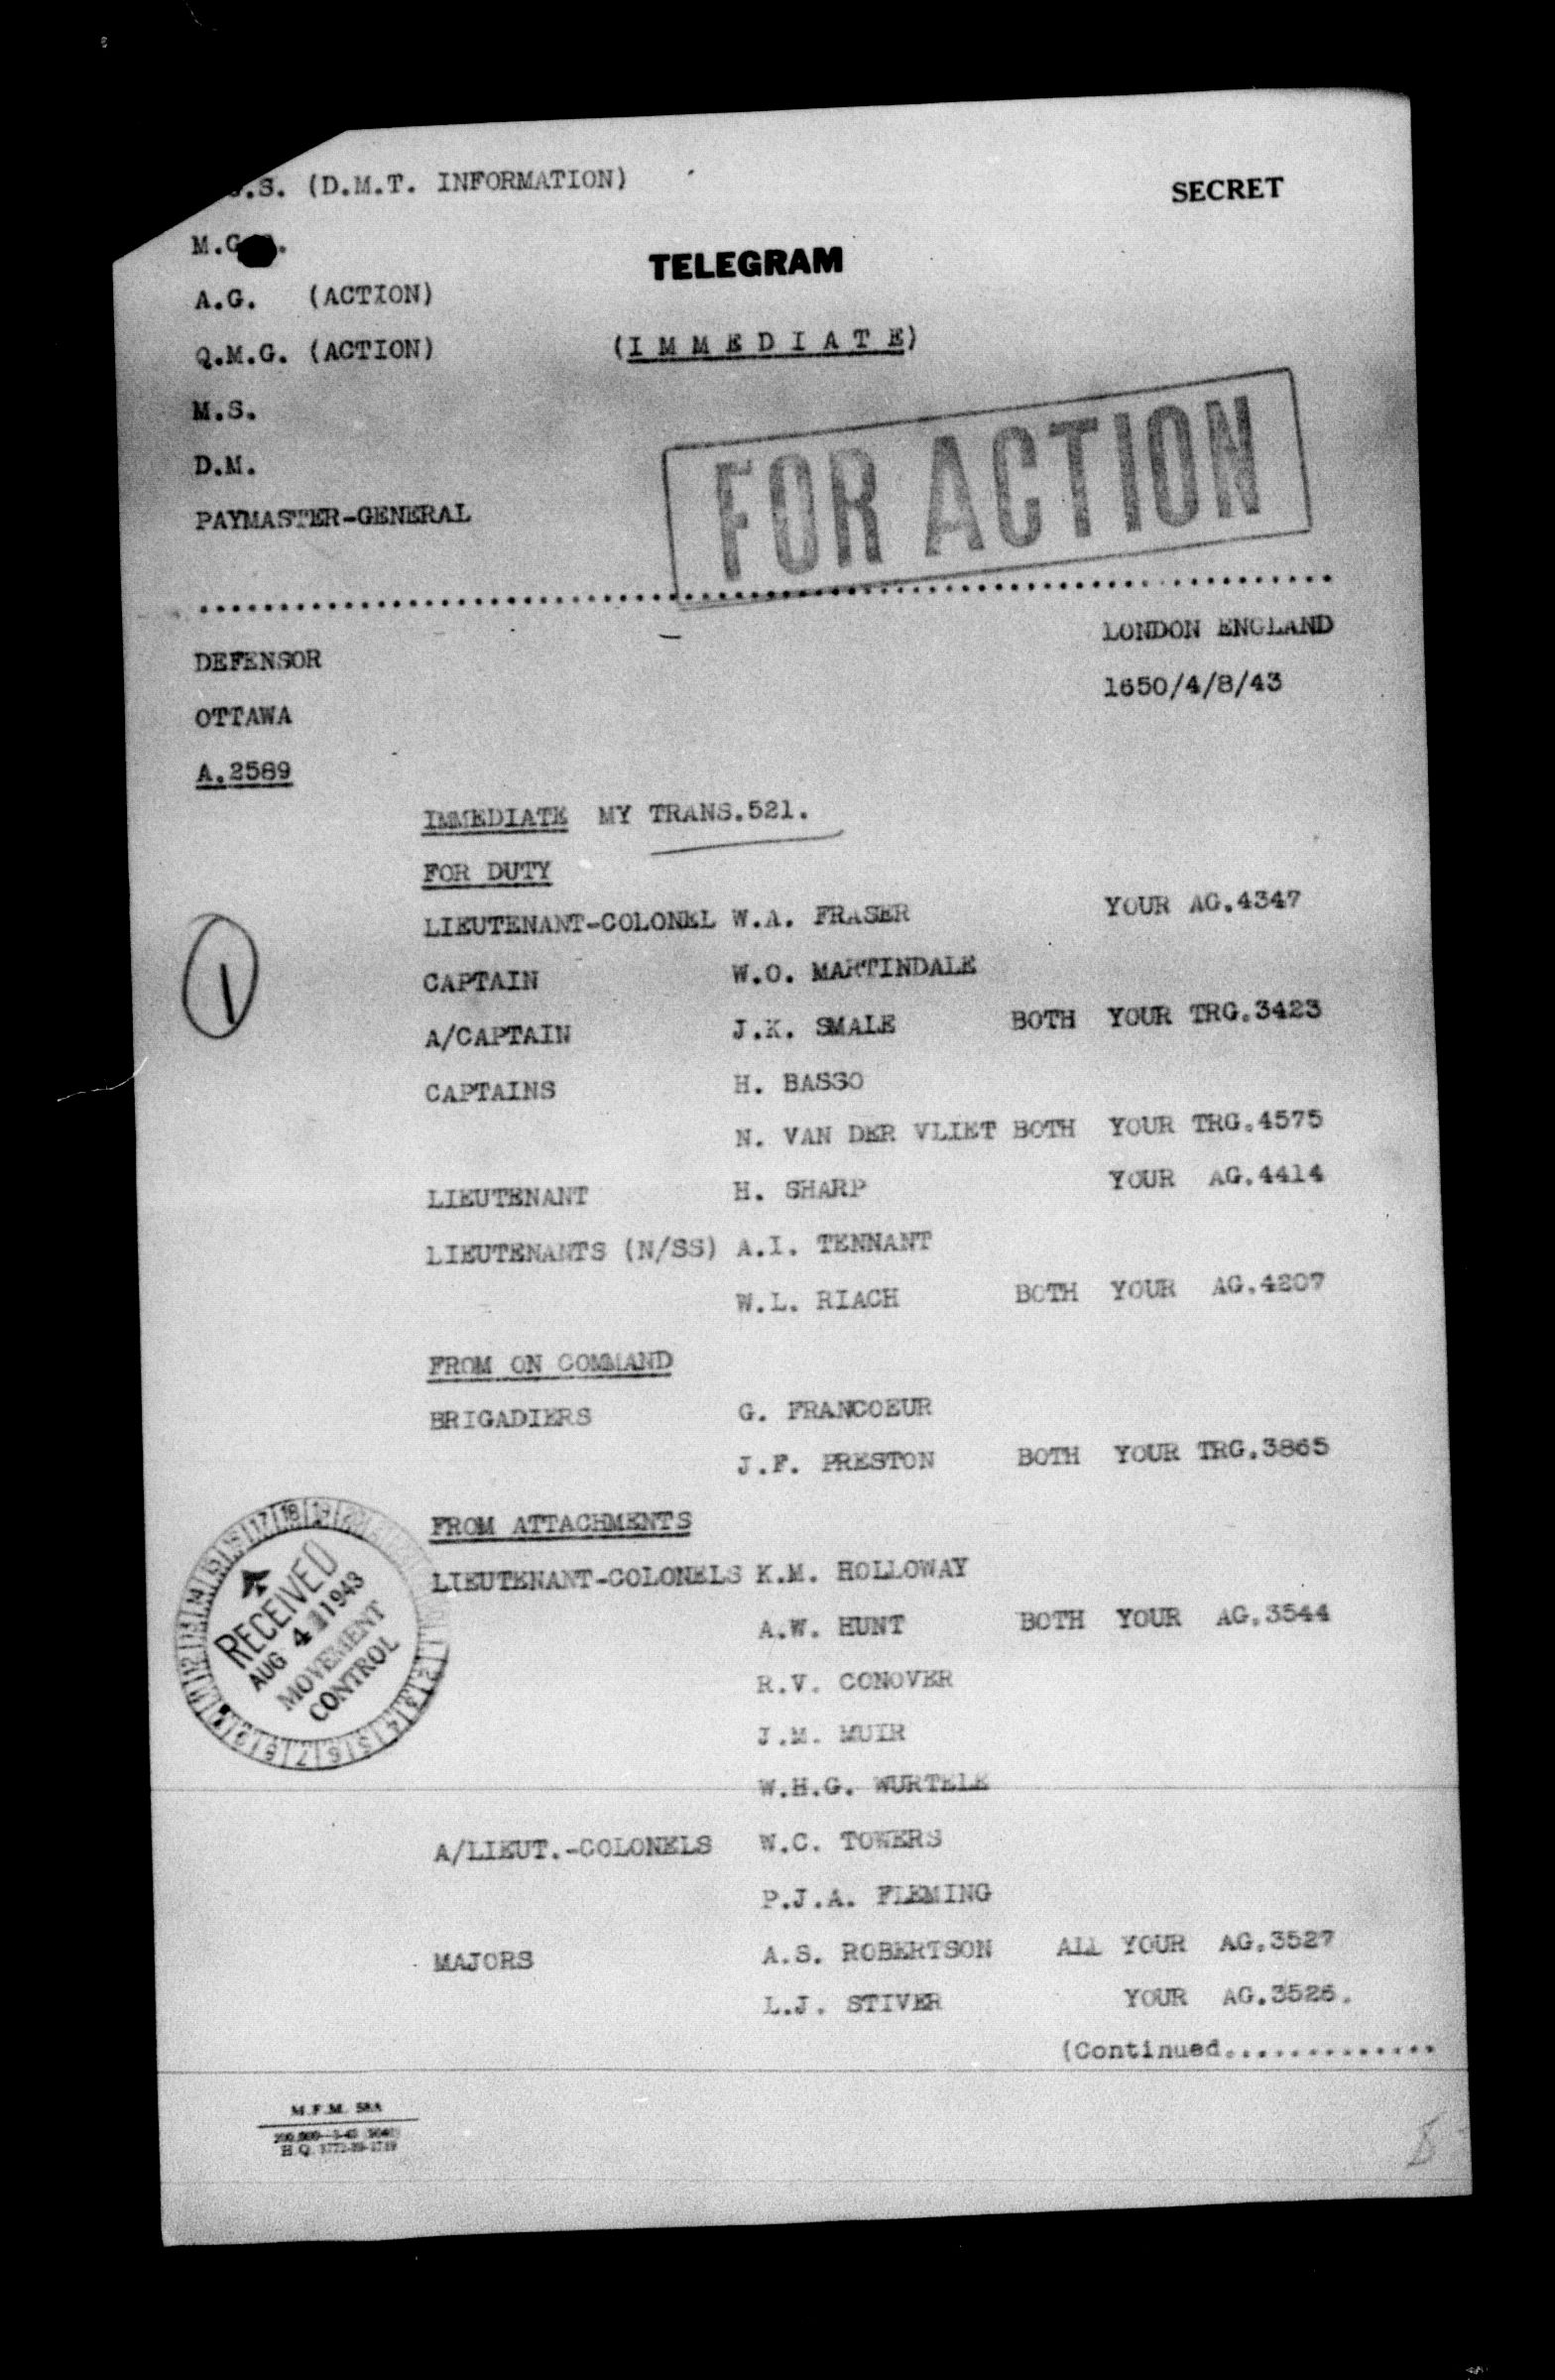 .S. (D.M.T. INFORMATION)
SECRET
M.G.
TELEGRAM
A.G. (ACTION)
Q.M.G. (ACTION) (I M M E D I A T E)
M.S.
FOR ACTION
D.M.
PAYMASTER-GENERAL
LONDON ENGLAND
DEFENSOR
1650/4/8/43
OTTAWA
A.2589
IMMEDIATE MY TRANS.521.
FOR DUTY
LIEUTENANT-COLONEL W.A. FRASER YOUR AG.4347
CAPTAIN W.O. MARTINDALE
A/CAPTAIN J.K. SMALE BOTH YOUR TRG.3423
CAPTAINS H. BASSO
N. VAN DER VLIET BOTH YOUR TRG.4575
LIEUTENANT H. SHARP YOUR AG.4414
LIEUTENANTS (N/SS) A.I. TENNANT
W.L. RIACH BOTH YOUR AG.4207
1
FROM ON COMMAND
BRIGADIERS G. FRANCOEUR
J.F. PRESTON BOTH YOUR TRG.3865
FROM ATTACHMENTS
LIEUTENANT-COLONELS K.M. HOLLOWAY
A.W. HUNT BOTH YOUR AG.3544
R.V. CONOVER
J.M. MUIR
W.H.G. WURTELE
A/LIEUT.-COLONELS W.C. TOWERS
P.J.A. FLEMING
MAJORS A.S. ROBERTSON ALL YOUR AG.3527
L.J. STIVER YOUR AG.3526.
(Continued..............
RECEIVED
AUG 4 1943
MOVEMENT
CONTROL
M.F.M. 58A
H.Q.